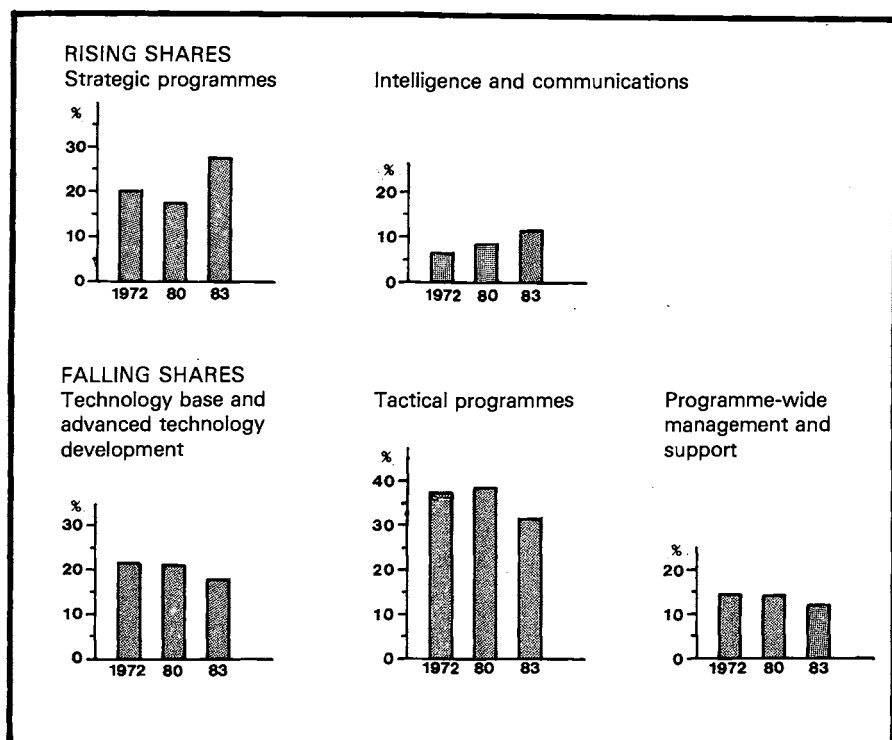 RISING SHARES
Strategic programmes
%
30
20
10
0
1972 80 83
Intelligence and communications
%
20
10
0
1972 80 83
FALLING SHARES
Technology base and
advanced technology
development
%
30
20
10
0
1972 80 83
Tactical programmes
%
40
30
20
10
0
1972 80 83
Programme-wide
management and
support
%
20
10
0
1972 80 83